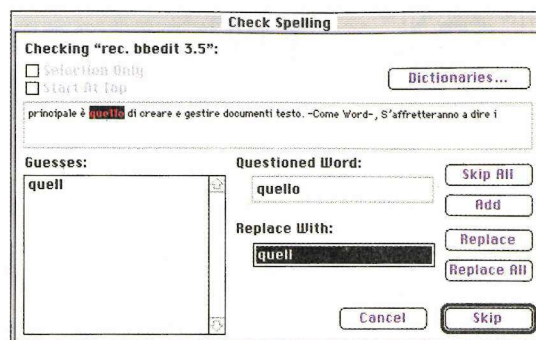 Check Spelling
Checking “rec. bbedit 3.5”:
Selection Only
Start At Top
Dictionaries...
principale è quello di creare e gestire documenti testo. -Come Word-, S'affretteranno a dire i
Guesses:
quell
Questioned Word:
quello
Replace With:
quell
Skip All
Add
Replace
Replace All
Cancel
Skip